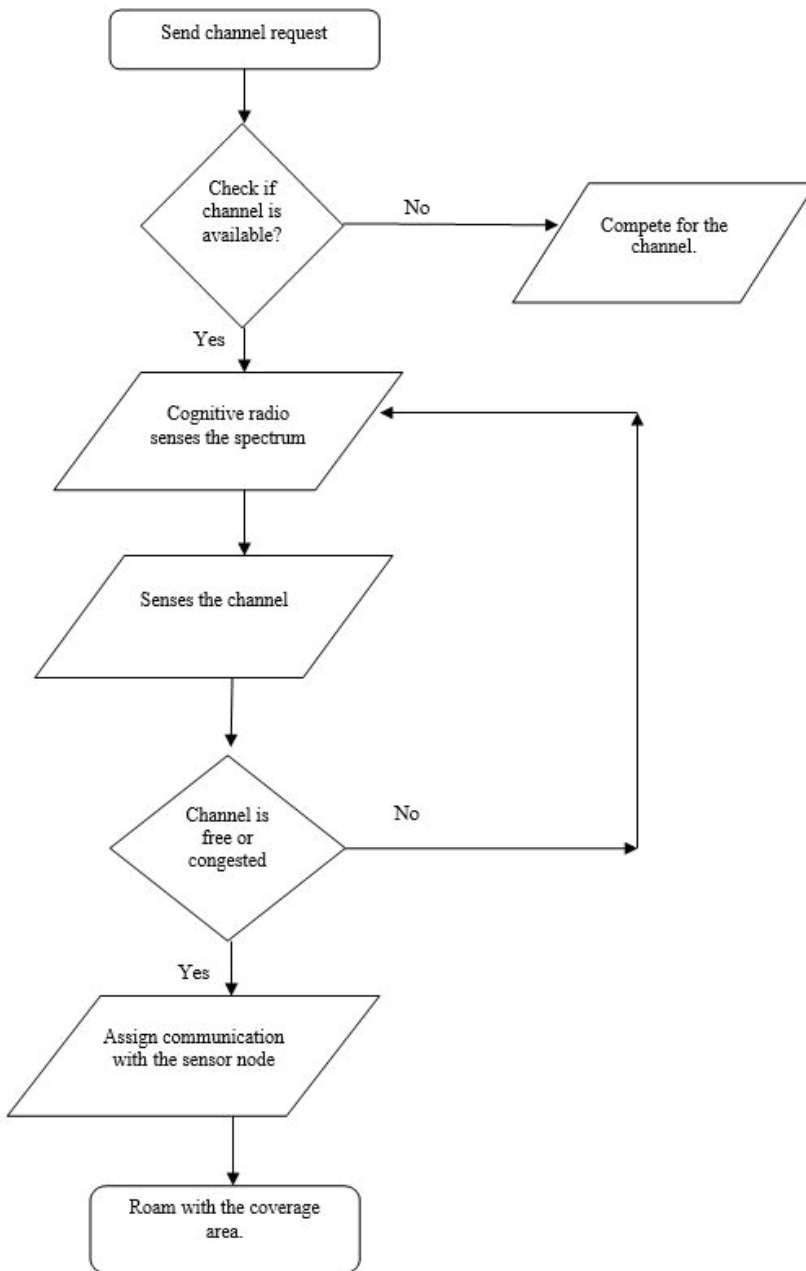 Send channel request
Check if
channel is
available?
No
Compete for the
channel.
Yes
Cognitive radio
senses the spectrum
Senses the channel
Channel is
free or
congested
No
Yes
Assign communication
with the sensor node
Roam with the coverage
area.